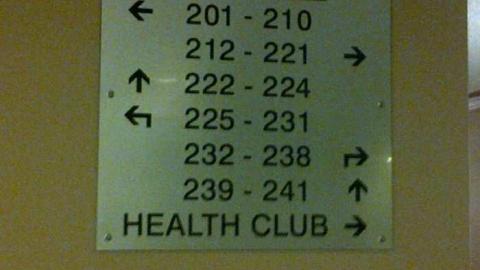 ← 201 - 210
212 - 221 →
↑ 222 - 224
↰ 225 - 231
232 - 238 ↱
239 - 241 ↑
HEALTH CLUB →